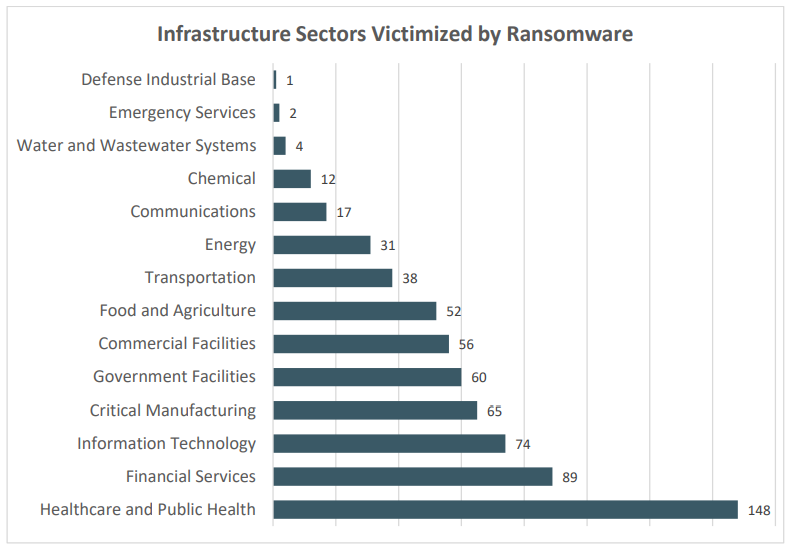 Infrastructure Sectors Victimized by Ransomware
Defense Industrial Base 1
Emergency Services 2
Water and Wastewater Systems 4
Chemical 12
Communications 17
Energy 31
Transportation 38
Food and Agriculture 52
Commercial Facilities 56
Government Facilities 60
Critical Manufacturing 65
Information Technology 74
Financial Services 89
Healthcare and Public Health 148